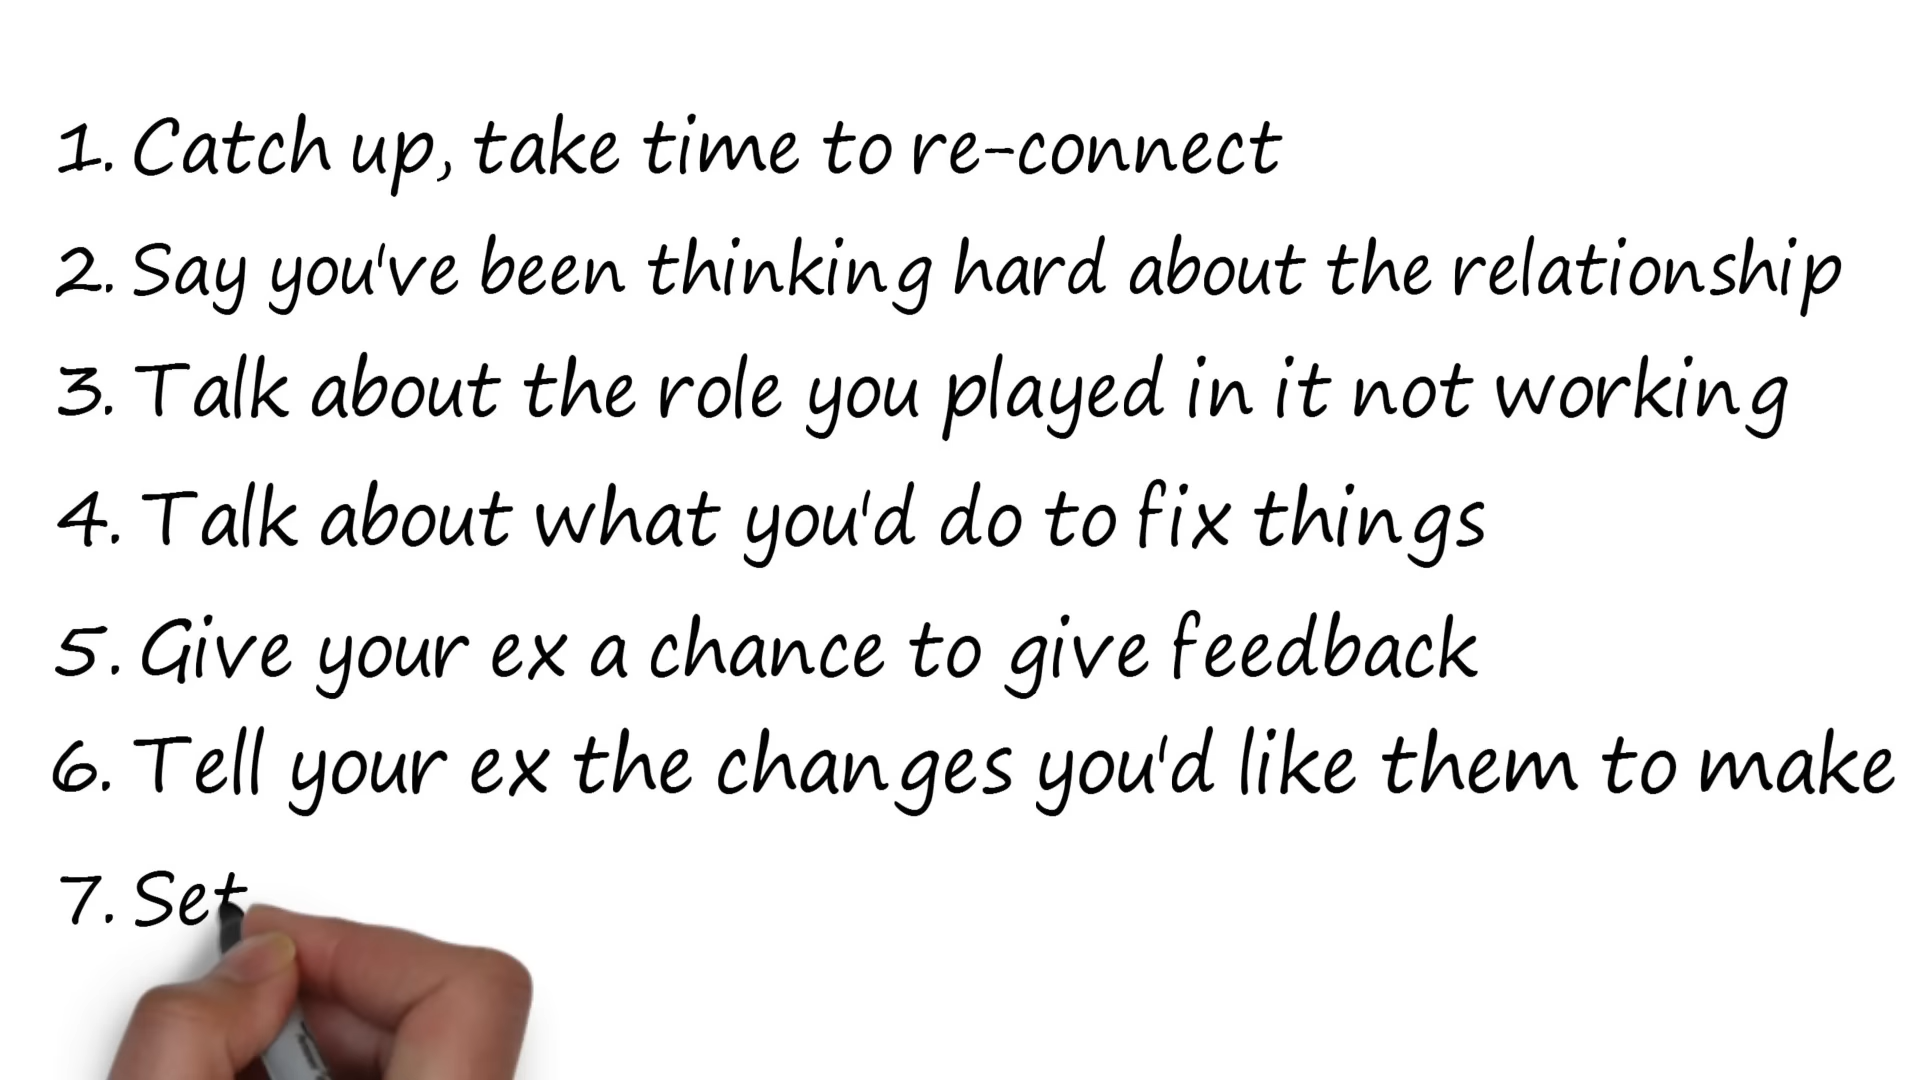 1. Catch up, take time to re-connect
2. Say you've been thinking hard about the relationship
3. Talk about the role you played in it not working
4. Talk about what you'd do to fix things
5. Give your ex a chance to give feedback
6. Tell your ex the changes you'd like them to make
7. Set